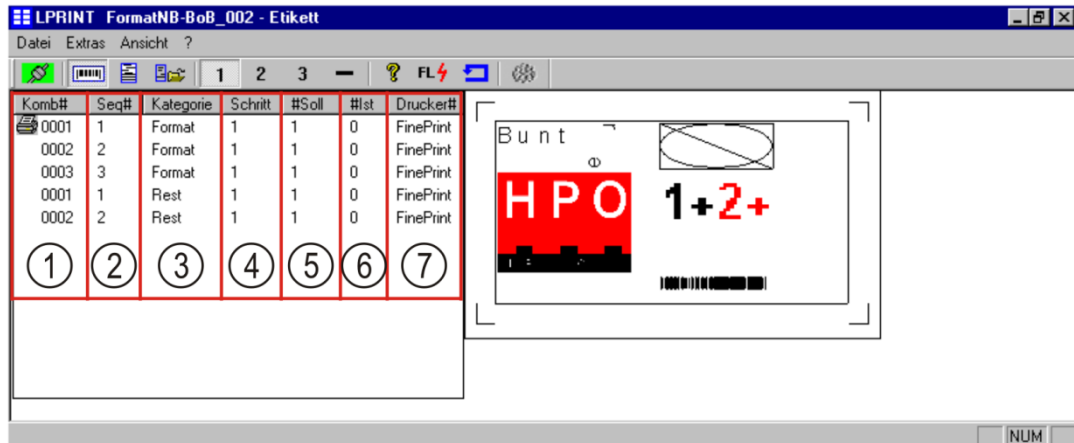 LPRINT FormatNB-BoB_002 - Etikett
Datei Extras Ansicht ?
1 2 3 ? FL
Komb# Seq# Kategorie Schritt #Soll #Ist Drucker#
0001 1 Format 1 1 0 FinePrint
0002 2 Format 1 1 0 FinePrint
0003 3 Format 1 1 0 FinePrint
0001 1 Rest 1 1 0 FinePrint
0002 2 Rest 1 1 0 FinePrint
1 2 3 4 5 6 7
Bunt
HPO
1+2+
NUM